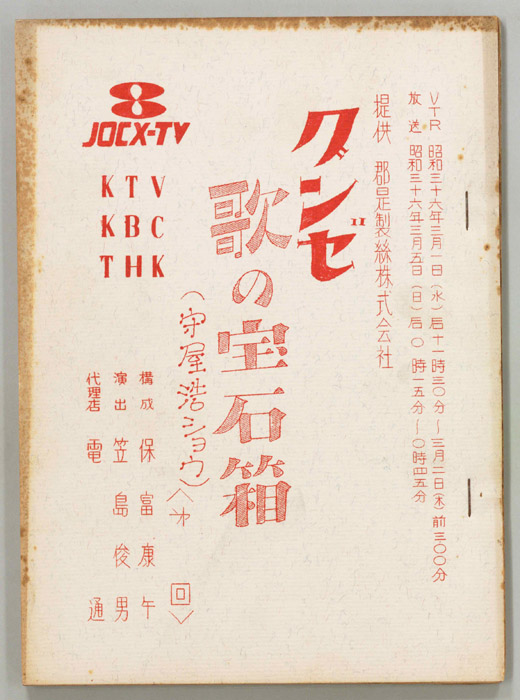 VTR 昭和三十六年三月一日(水)后十一時三〇分～三月二日(木)前三・〇〇分
放送 昭和三十六年三月五日(日)后〇時一五分～〇時四五分
提供 郡是製絲株式会社
グンゼ
歌の宝石箱
(守屋浩ショウ)
回
構成 保富康午
演出 笠島俊男
代理店 電通
8
JOCX-TV
KTV
KBC
THK